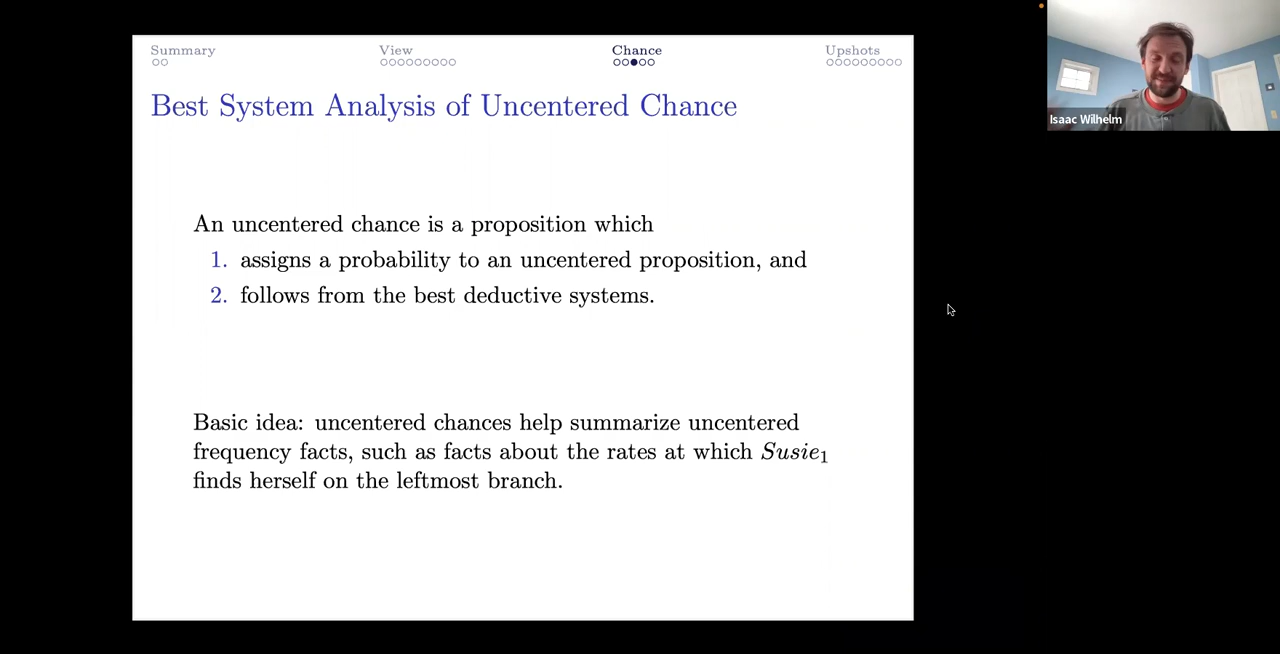 Summary
View
Chance
Upshots
Best System Analysis of Uncentered Chance
An uncentered chance is a proposition which
1. assigns a probability to an uncentered proposition, and
2. follows from the best deductive systems.
Basic idea: uncentered chances help summarize uncentered
frequency facts, such as facts about the rates at which Susie₁
finds herself on the leftmost branch.
Isaac Wilhelm